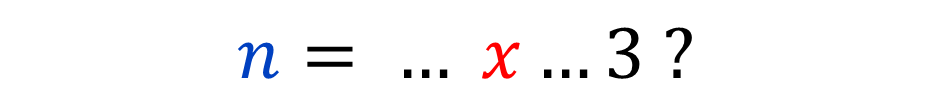 n = ... x ... 3 ?